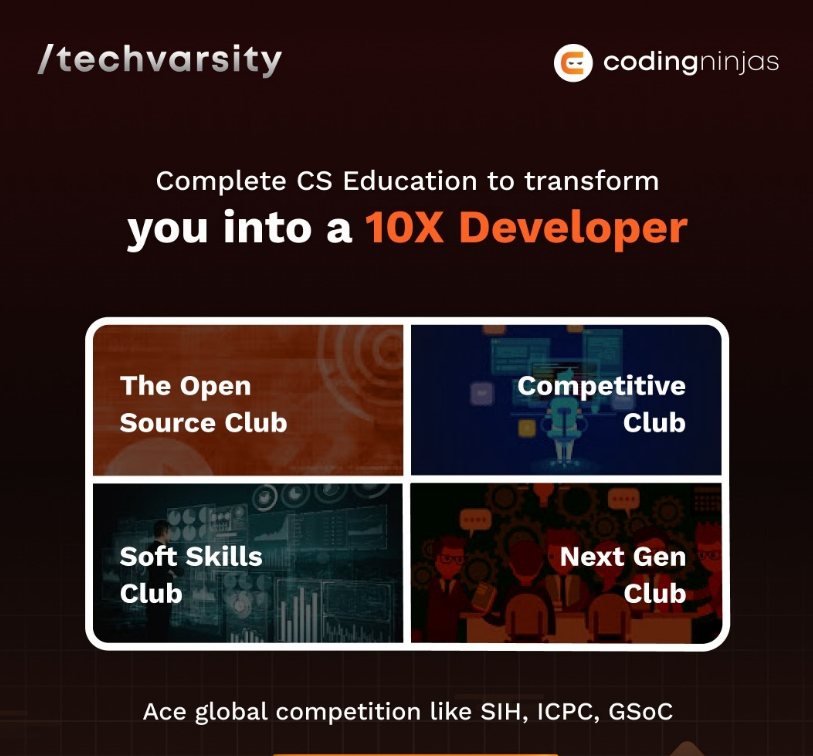 /techvarsity
codingninjas
Complete CS Education to transform
you into a 10X Developer
The Open
Source Club
Competitive
Club
Soft Skills
Club
Next Gen
Club
Ace global competition like SIH, ICPC, GSoC